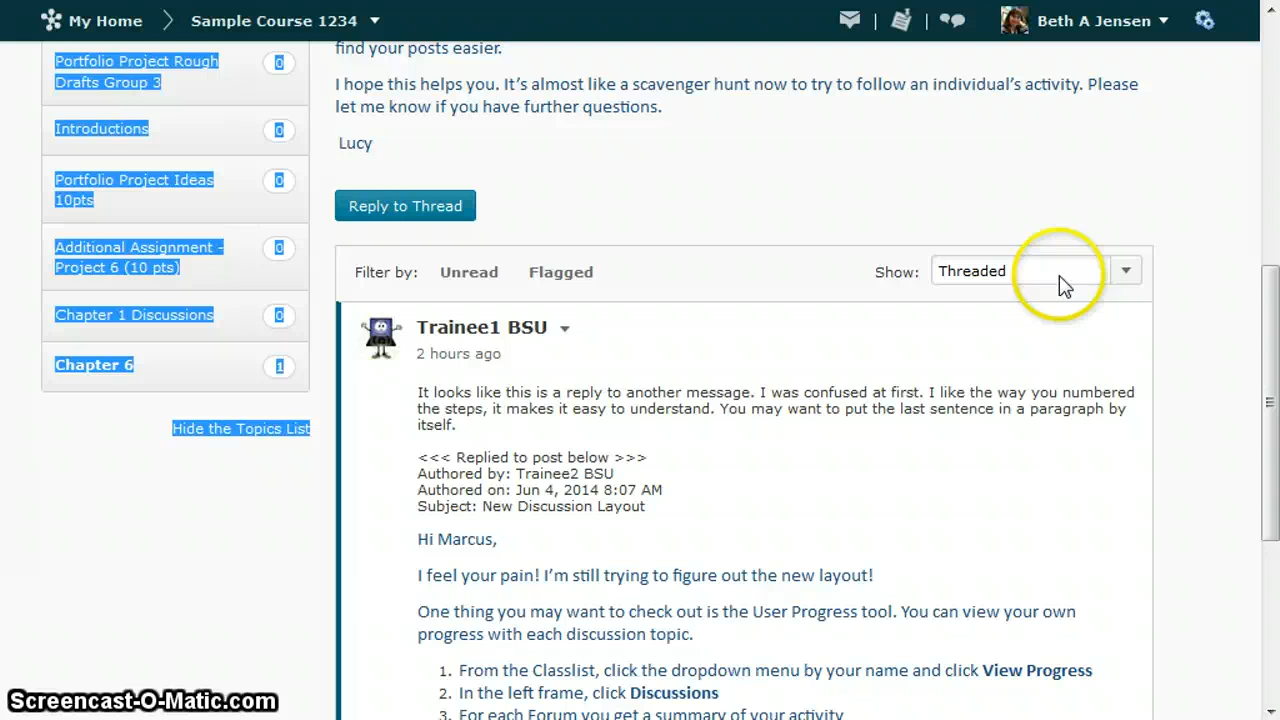 My Home
Sample Course 1234
Beth A Jensen
Portfolio Project Rough
Drafts Group 3
0
Introductions
0
Portfolio Project Ideas
10pts
0
Additional Assignment -
Project 6 (10 pts)
0
Chapter 1 Discussions
0
Chapter 6
1
Hide the Topics List
find your posts easier.
I hope this helps you. It's almost like a scavenger hunt now to try to follow an individual's activity. Please
let me know if you have further questions.
Lucy
Reply to Thread
Filter by: Unread Flagged
Show: Threaded
Trainee1 BSU
2 hours ago
It looks like this is a reply to another message. I was confused at first. I like the way you numbered
the steps, it makes it easy to understand. You may want to put the last sentence in a paragraph by
itself.
<<< Replied to post below >>>
Authored by: Trainee2 BSU
Authored on: Jun 4, 2014 8:07 AM
Subject: New Discussion Layout
Hi Marcus,
I feel your pain! I'm still trying to figure out the new layout!
One thing you may want to check out is the User Progress tool. You can view your own
progress with each discussion topic.
1. From the Classlist, click the dropdown menu by your name and click View Progress
2. In the left frame, click Discussions
3. For each Forum you get a summary of your activity
Screencast-O-Matic.com